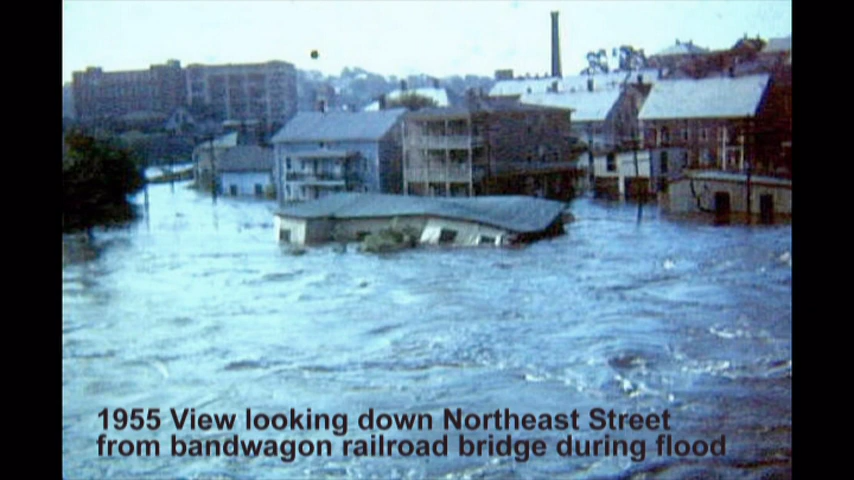 1955 View looking down Northeast Street
from bandwagon railroad bridge during flood